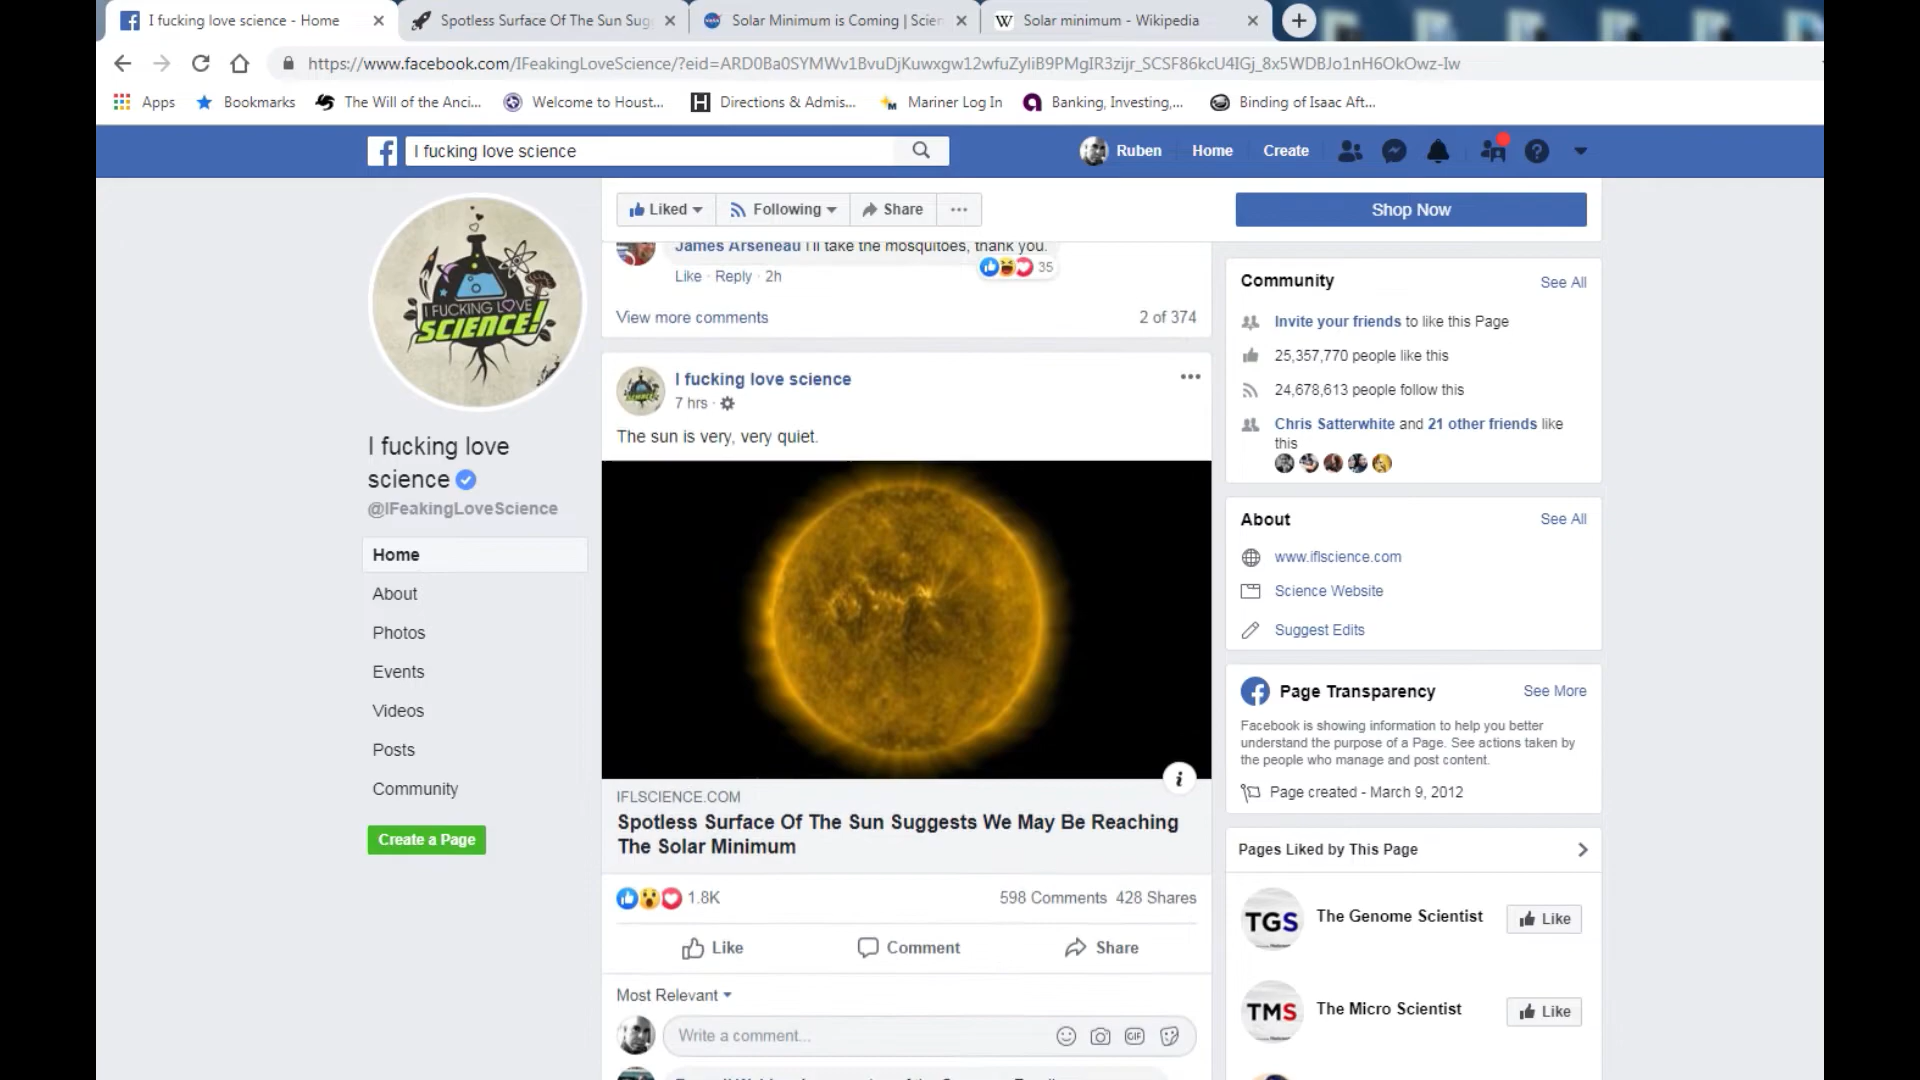 I fucking love science - Home
Spotless Surface Of The Sun Sug
Solar Minimum is Coming | Scien
Solar minimum - Wikipedia
https://www.facebook.com/IFeakingLoveScience/?eid=ARD0Ba0SYMWv1BvuDjKuwxgw12wfuZyliB9PMgIR3zijr_SCSF86kcU4IGj_8x5WDBJo1nH6OkOwz-Iw
Apps
Bookmarks
The Will of the Anci...
Welcome to Houst...
Directions & Admis...
Mariner Log In
Banking, Investing,...
Binding of Isaac Aft...
I fucking love science
Ruben
Home
Create
Liked
Following
Share
Shop Now
I FUCKING LOVE
SCIENCE!
I fucking love
science
@IFeakingLoveScience
Home
About
Photos
Events
Videos
Posts
Community
Create a Page
James Arseneau I'll take the mosquitoes, thank you.
35
Like · Reply · 2h
View more comments
2 of 374
I fucking love science
7 hrs ·
The sun is very, very quiet.
IFLSCIENCE.COM
Spotless Surface Of The Sun Suggests We May Be Reaching
The Solar Minimum
1.8K
598 Comments 428 Shares
Like
Comment
Share
Most Relevant
Write a comment...
GIF
Community
See All
Invite your friends to like this Page
25,357,770 people like this
24,678,613 people follow this
Chris Satterwhite and 21 other friends like
this
About
See All
www.iflscience.com
Science Website
Suggest Edits
Page Transparency
See More
Facebook is showing information to help you better
understand the purpose of a Page. See actions taken by
the people who manage and post content.
Page created - March 9, 2012
Pages Liked by This Page
TGS
The Genome Scientist
Like
TMS
The Micro Scientist
Like